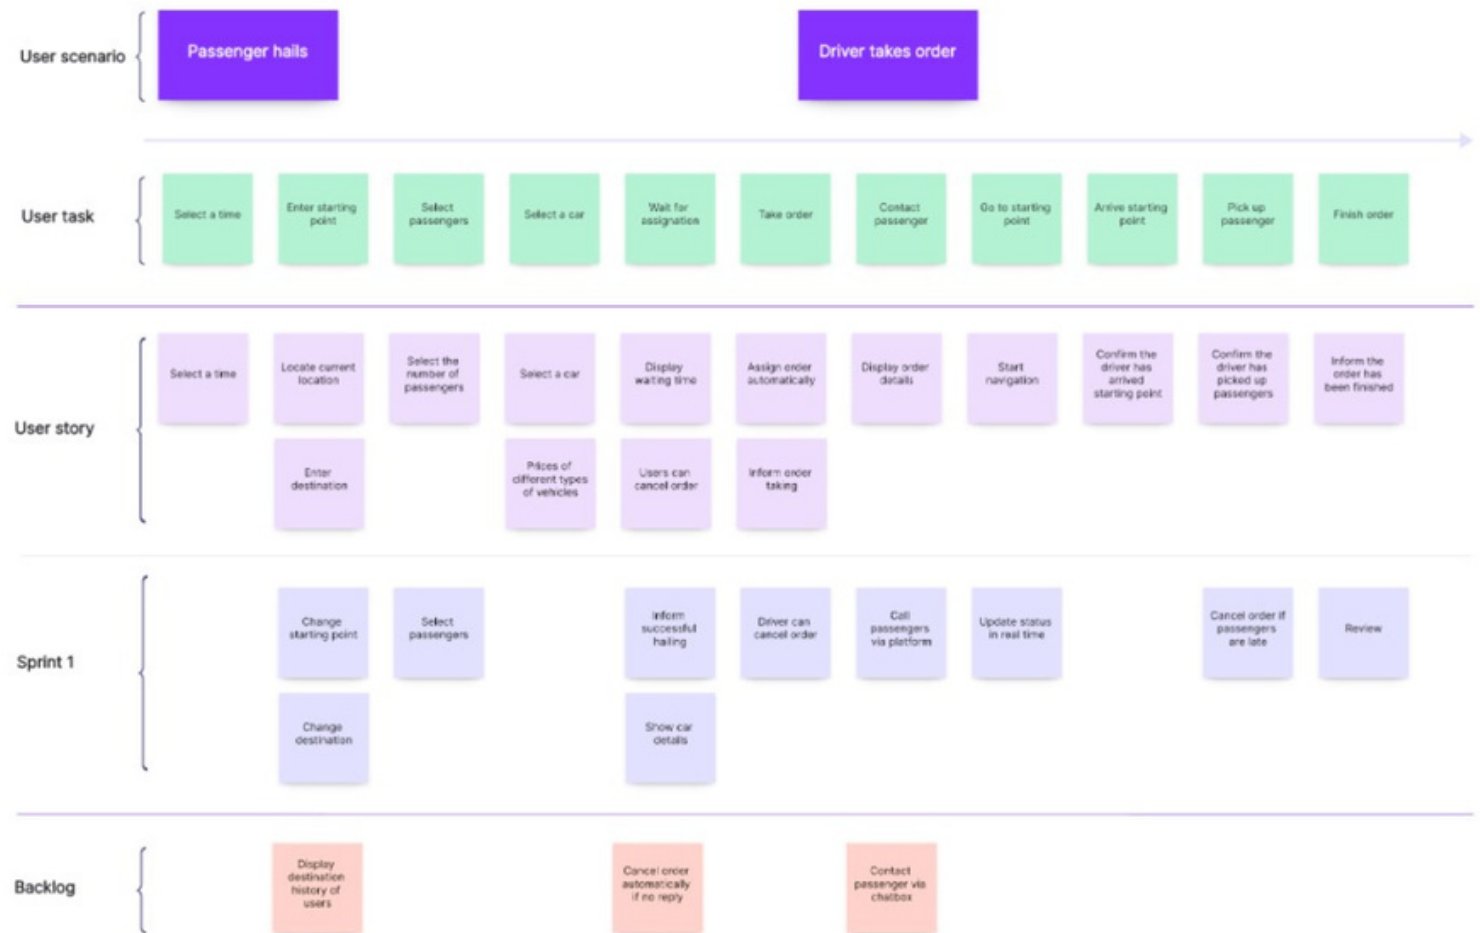 User scenario
Passenger hails
Driver takes order
User task
Select a time
Enter starting
point
Select
passengers
Select a car
Wait for
assignation
Take order
Contact
passenger
Go to starting
point
Arrive starting
point
Pick up
passenger
Finish order
User story
Select a time
Locate current
location
Select the
number of
passengers
Select a car
Display
waiting time
Assign order
automatically
Display order
details
Start
navigation
Confirm the
driver has
arrived
starting point
Confirm the
driver has
picked up
passengers
Inform the
order has
been finished
Enter
destination
Prices of
different types
of vehicles
Users can
cancel order
Inform order
taking
Sprint 1
Change
starting point
Select
passengers
Inform
successful
hailing
Driver can
cancel order
Call
passengers
via platform
Update status
in real time
Cancel order if
passengers
are late
Review
Change
destination
Show car
details
Backlog
Display
destination
history of
users
Cancel order
automatically
if no reply
Contact
passenger via
chatbox